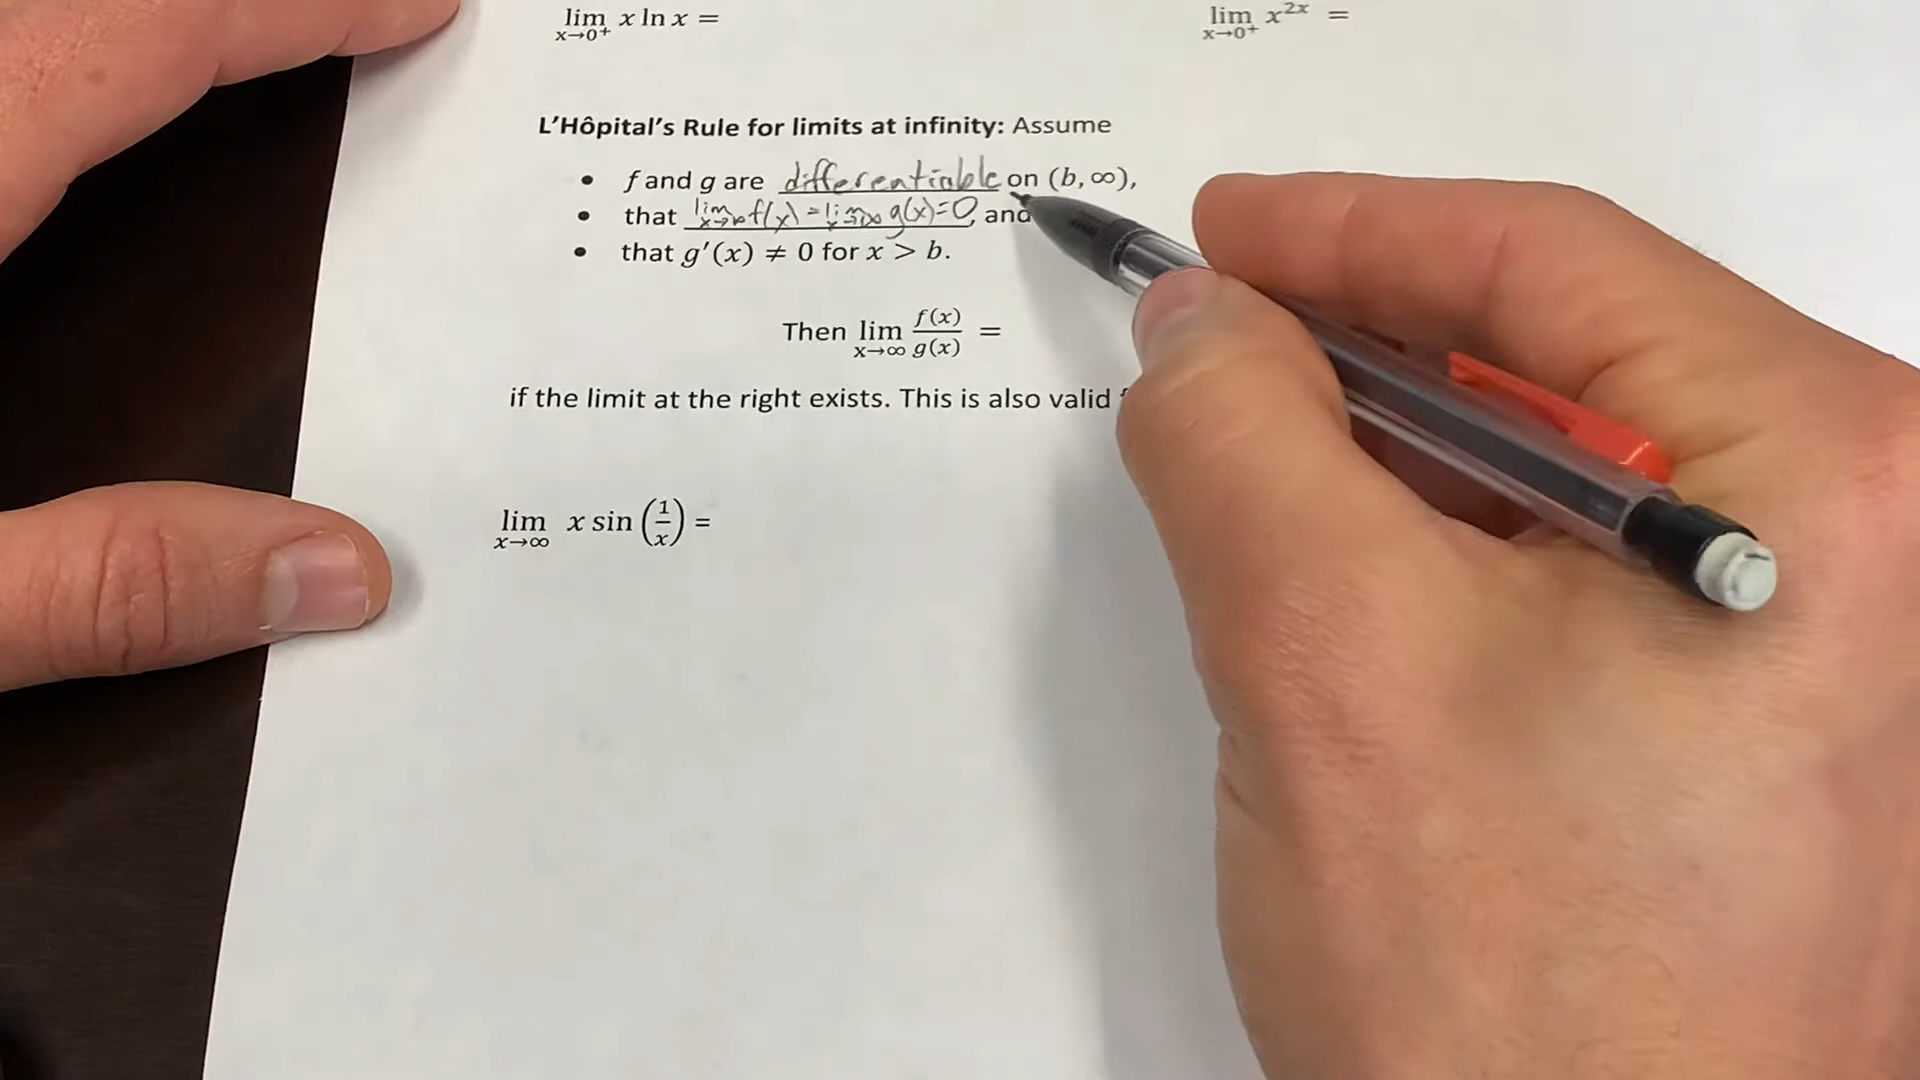 lim x→0⁺ x ln x =
lim x→0⁺ x²ˣ =
L'Hôpital's Rule for limits at infinity: Assume
• f and g are differentiable on (b, ∞),
• that lim x→∞ f(x) = lim x→∞ g(x) = 0, and
• that g′(x) ≠ 0 for x > b.
Then lim x→∞ f(x)/g(x) =
if the limit at the right exists. This is also valid
lim x→∞ x sin (1/x) =